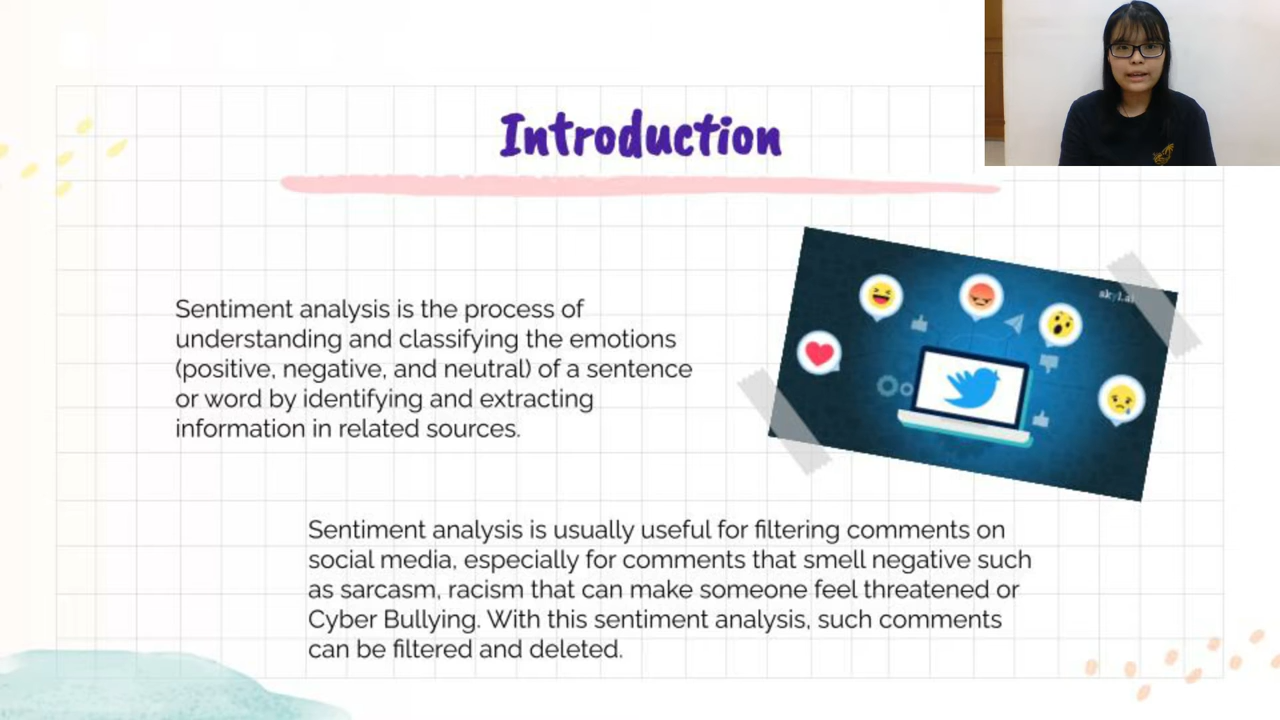 Introduction
Sentiment analysis is the process of
understanding and classifying the emotions
(positive, negative, and neutral) of a sentence
or word by identifying and extracting
information in related sources.
skyl.ai
Sentiment analysis is usually useful for filtering comments on
social media, especially for comments that smell negative such
as sarcasm, racism that can make someone feel threatened or
Cyber Bullying. With this sentiment analysis, such comments
can be filtered and deleted.